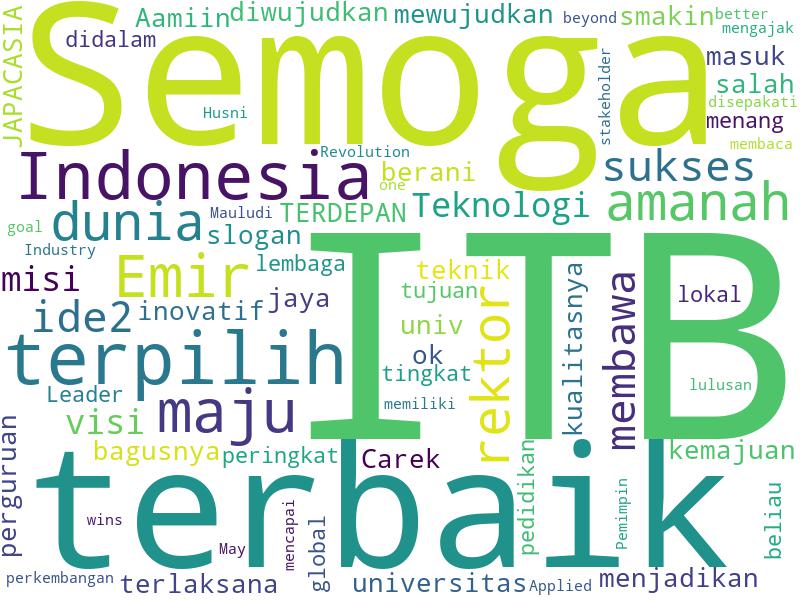 JAPACASIA
Semoga
Aamiin
diwujudkan
mewujudkan
beyond
smakin
better
mengajak
didalam
stakeholder
masuk
salah
disepakati
menang
membaca
Husni
Indonesia
Revolution
berani
one
sukses
goal
dunia
Mauludi
TERDEPAN
Teknologi
amanah
slogan
Industry
lembaga
ITB
misi
Emir
teknik
tujuan
rektor
kualitasnya
membawa
lokal
ide2
inovatif
jaya
univ
terpilih
ok
tingkat
Leader
maju
memiliki
lulusan
visi
bagusnya
peringkat
Carek
kemajuan
perguruan
terbaik
pedidikan
Pemimpin
beliau
wins
May
mencapai
global
perkembangan
terlaksana
universitas
Applied
menjadikan